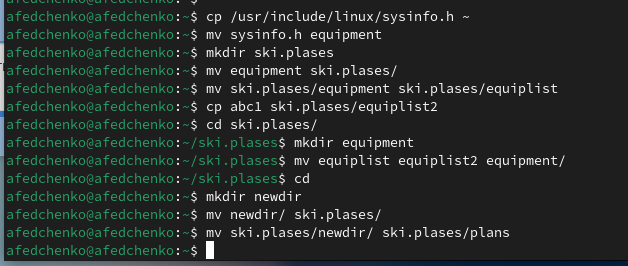 afedchenko@afedchenko:~$ cp /usr/include/linux/sysinfo.h ~
afedchenko@afedchenko:~$ mv sysinfo.h equipment
afedchenko@afedchenko:~$ mkdir ski.plases
afedchenko@afedchenko:~$ mv equipment ski.plases/
afedchenko@afedchenko:~$ mv ski.plases/equipment ski.plases/equiplist
afedchenko@afedchenko:~$ cp abc1 ski.plases/equiplist2
afedchenko@afedchenko:~$ cd ski.plases/
afedchenko@afedchenko:~/ski.plases$ mkdir equipment
afedchenko@afedchenko:~/ski.plases$ mv equiplist equiplist2 equipment/
afedchenko@afedchenko:~/ski.plases$ cd
afedchenko@afedchenko:~$ mkdir newdir
afedchenko@afedchenko:~$ mv newdir/ ski.plases/
afedchenko@afedchenko:~$ mv ski.plases/newdir/ ski.plases/plans
afedchenko@afedchenko:~$